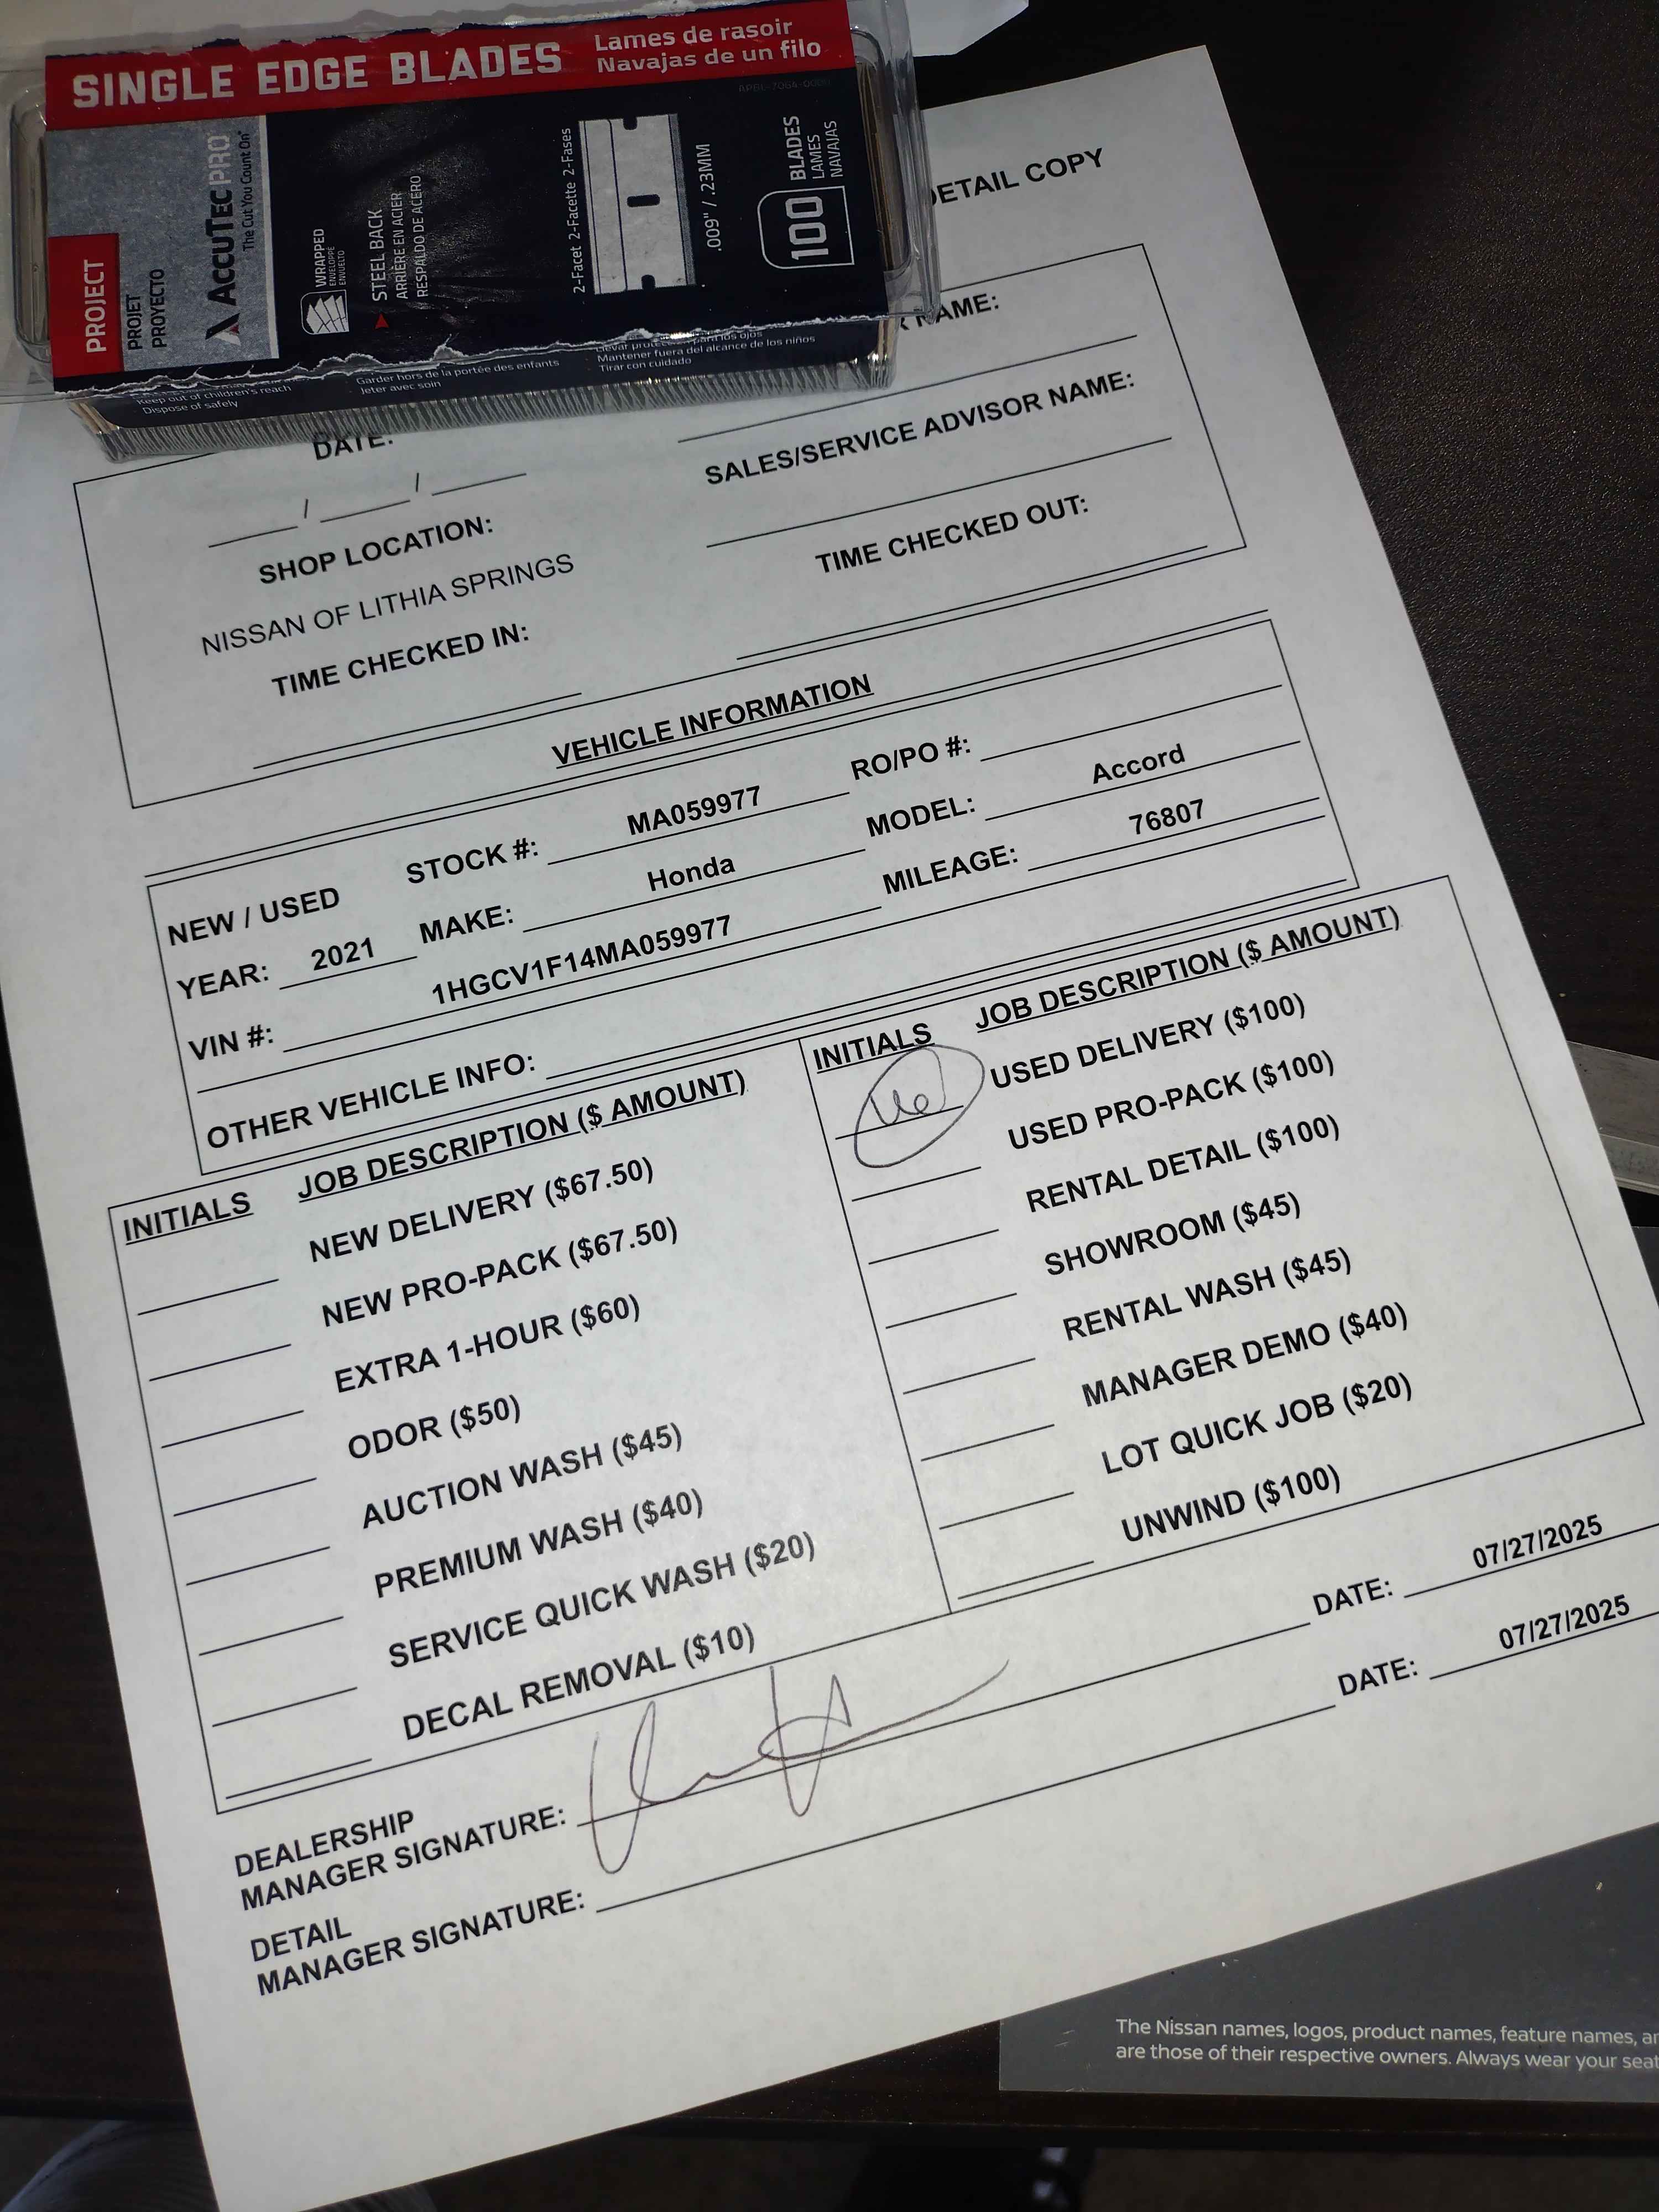 SINGLE EDGE BLADES
Lames de rasoir
Navajas de un filo
APBL-7084-0000
PROJECT
PROJET
PROYECTO
ACCUTEC PRO
The Cut You Count On
WRAPPED
ENVELOPPÉ
ENVUELTO
STEEL BACK
ARRIÈRE EN ACIER
RESPALDO DE ACERO
2-Facet 2-Facette 2-Fases
.009" / .23MM
100 BLADES
LAMES
NAVAJAS
Keep out of children's reach
Dispose of safely
Garder hors de la portée des enfants
Jeter avec soin
Mantener fuera del alcance de los niños
Tirar con cuidado
DETAIL COPY
NAME:
DATE:
/ /
SALES/SERVICE ADVISOR NAME:
SHOP LOCATION:
NISSAN OF LITHIA SPRINGS
TIME CHECKED OUT:
TIME CHECKED IN:
VEHICLE INFORMATION
NEW / USED STOCK #: MA059977 RO/PO #:
YEAR: 2021 MAKE: Honda MODEL: Accord
VIN #: 1HGCV1F14MA059977 MILEAGE: 76807
OTHER VEHICLE INFO:
INITIALS JOB DESCRIPTION ($ AMOUNT)
NEW DELIVERY ($67.50)
NEW PRO-PACK ($67.50)
EXTRA 1-HOUR ($60)
ODOR ($50)
AUCTION WASH ($45)
PREMIUM WASH ($40)
SERVICE QUICK WASH ($20)
DECAL REMOVAL ($10)
INITIALS JOB DESCRIPTION ($ AMOUNT)
USED DELIVERY ($100)
USED PRO-PACK ($100)
RENTAL DETAIL ($100)
SHOWROOM ($45)
RENTAL WASH ($45)
MANAGER DEMO ($40)
LOT QUICK JOB ($20)
UNWIND ($100)
DEALERSHIP
MANAGER SIGNATURE: DATE: 07/27/2025
DETAIL
MANAGER SIGNATURE: DATE: 07/27/2025
The Nissan names, logos, product names, feature names,
are those of their respective owners. Always wear your seat